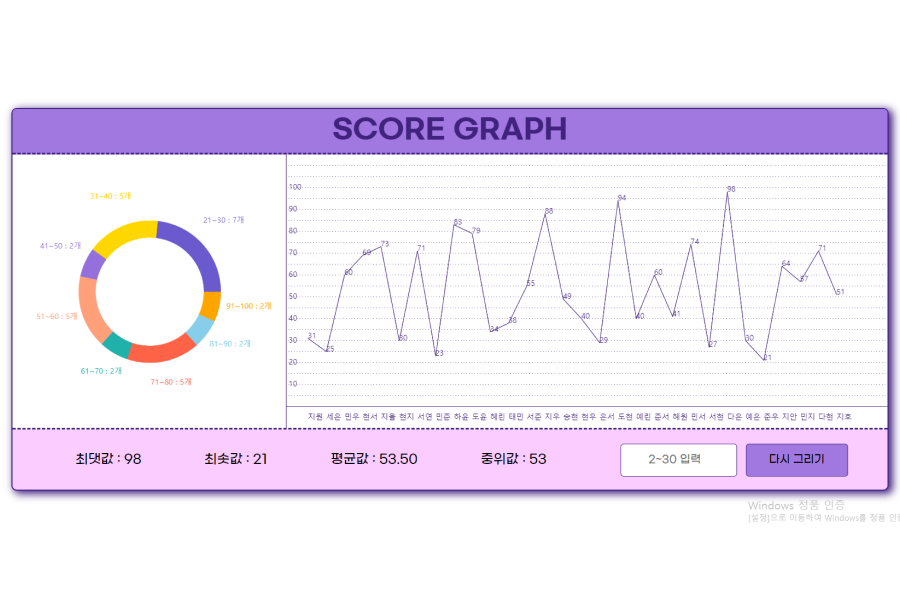 SCORE GRAPH
31~40 : 5개
21~30 : 7개
41~50 : 2개
91~100 : 2개
51~60 : 5개
81~90 : 2개
61~70 : 2개
71~80 : 5개
100
90
80
70
60
50
40
30
20
10
31 25 60 69 73 30 71 23 83 79 34 38 55 88 49 40 29 94 40 60 41 74 27 98 30 21 64 57 71 51
지원 세은 민우 현서 지율 현지 서연 민준 하윤 도윤 혜린 태민 서준 지우 승현 현우 은서 도현 예린 준서 혜원 민서 서현 다은 예은 준우 지안 민지 다현 지호
최댓값 : 98 최솟값 : 21 평균값 : 53.50 중위값 : 53 2~30 입력 다시 그리기
Windows 정품 인증
[설정]으로 이동하여 Windows를 정품 인